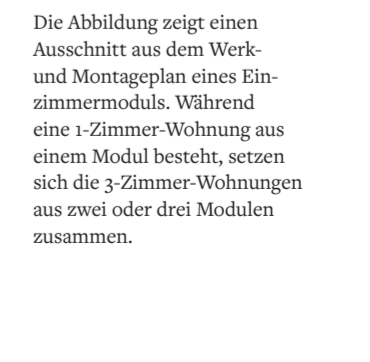 Die Abbildung zeigt einen
Ausschnitt aus dem Werk-
und Montageplan eines Ein-
zimmermoduls. Während
eine 1-Zimmer-Wohnung aus
einem Modul besteht, setzen
sich die 3-Zimmer-Wohnungen
aus zwei oder drei Modulen
zusammen.